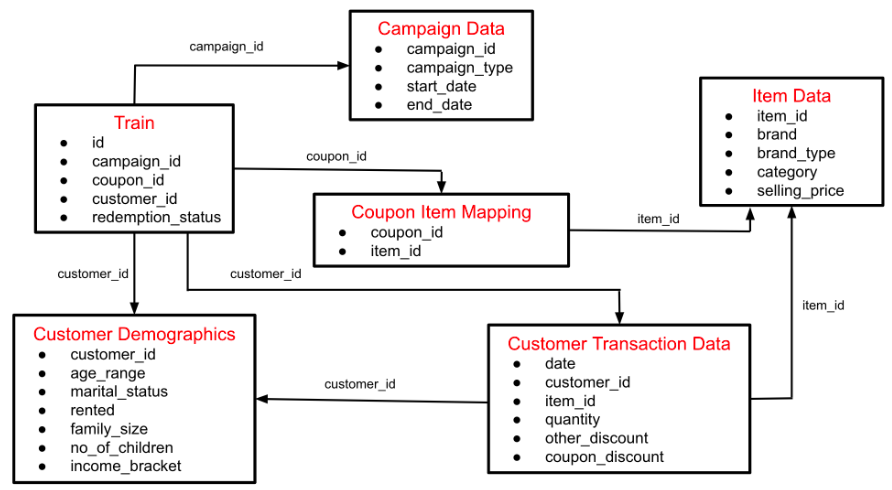 Campaign Data
● campaign_id
● campaign_type
● start_date
● end_date
campaign_id
Item Data
● item_id
● brand
● brand_type
● category
● selling_price
Train
● id
● campaign_id
● coupon_id
● customer_id
● redemption_status
coupon_id
Coupon Item Mapping
● coupon_id
● item_id
item_id
customer_id
customer_id
item_id
Customer Demographics
● customer_id
● age_range
● marital_status
● rented
● family_size
● no_of_children
● income_bracket
customer_id
Customer Transaction Data
● date
● customer_id
● item_id
● quantity
● other_discount
● coupon_discount